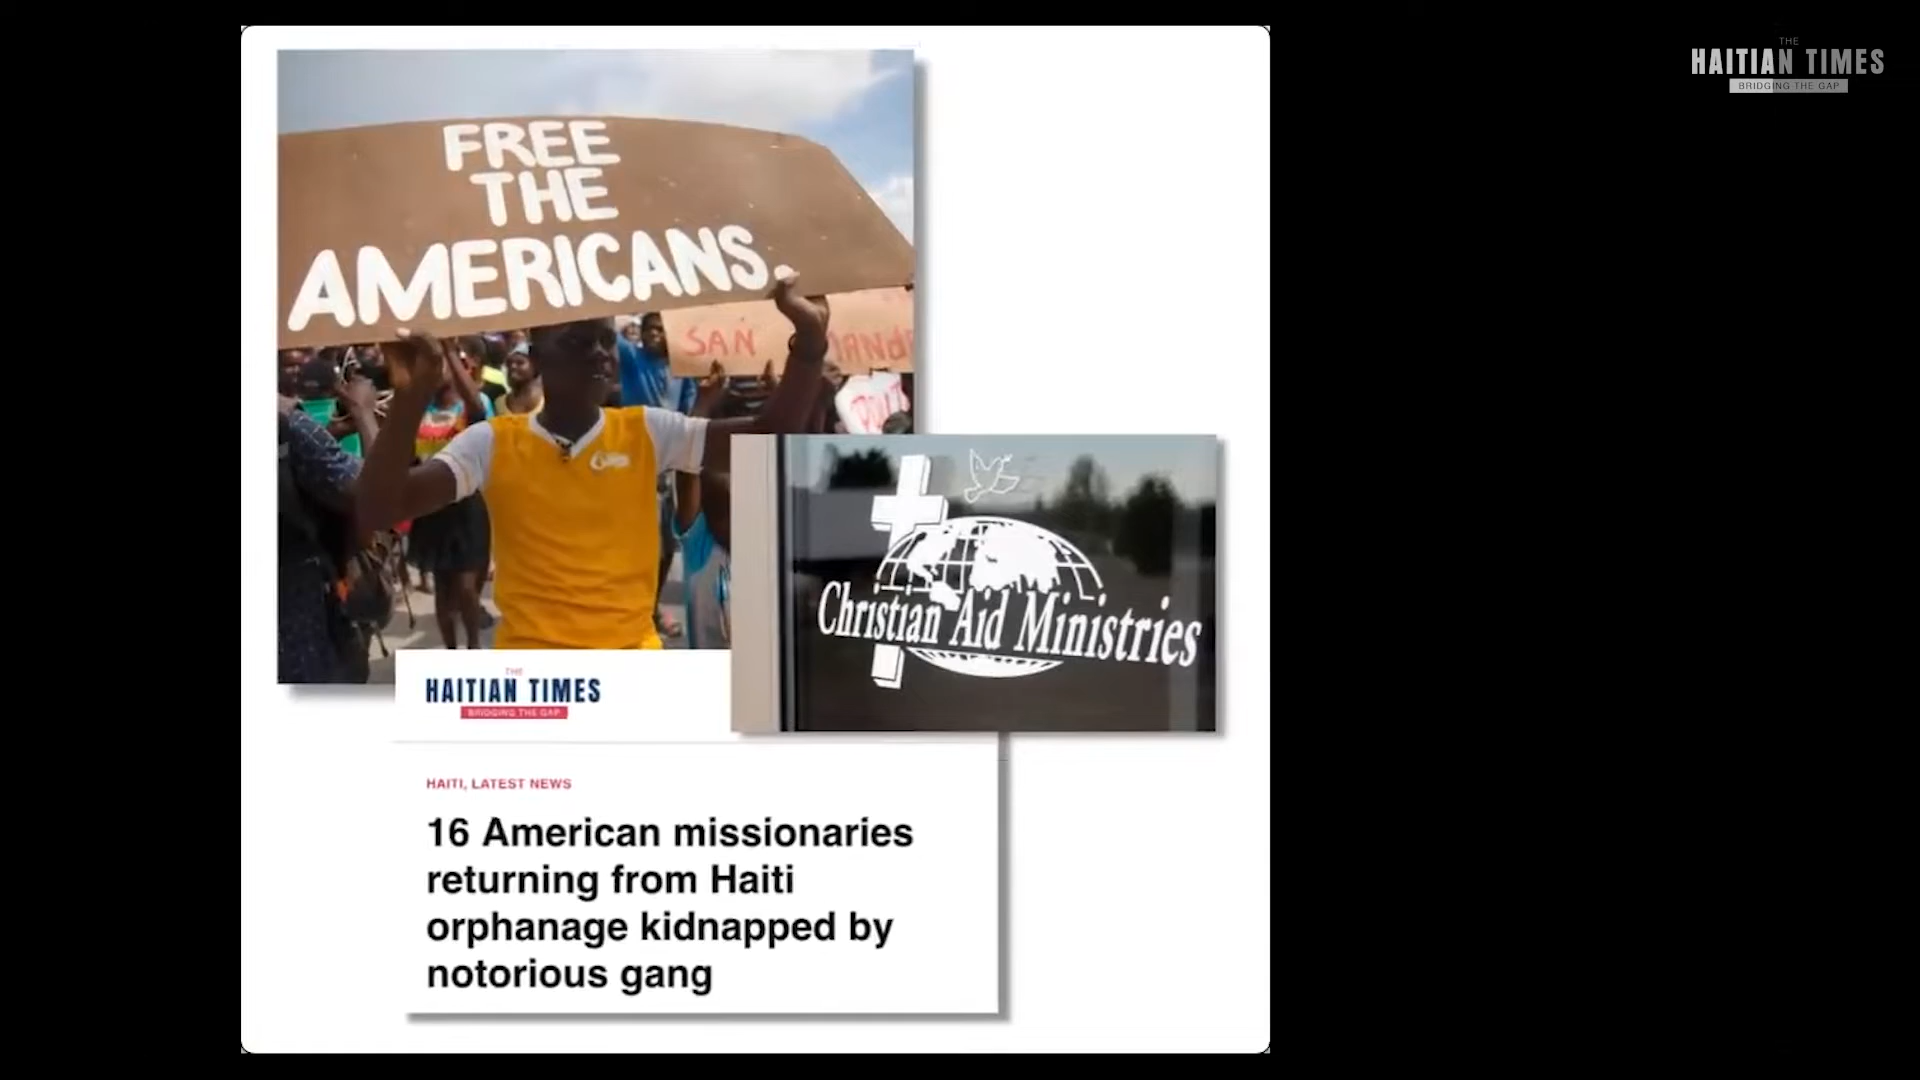 THE
HAITIAN TIMES
BRIDGING THE GAP
FREE
THE
AMERICANS.
SAN
Christian Aid Ministries
THE
HAITIAN TIMES
BRIDGING THE GAP
HAITI, LATEST NEWS
16 American missionaries
returning from Haiti
orphanage kidnapped by
notorious gang